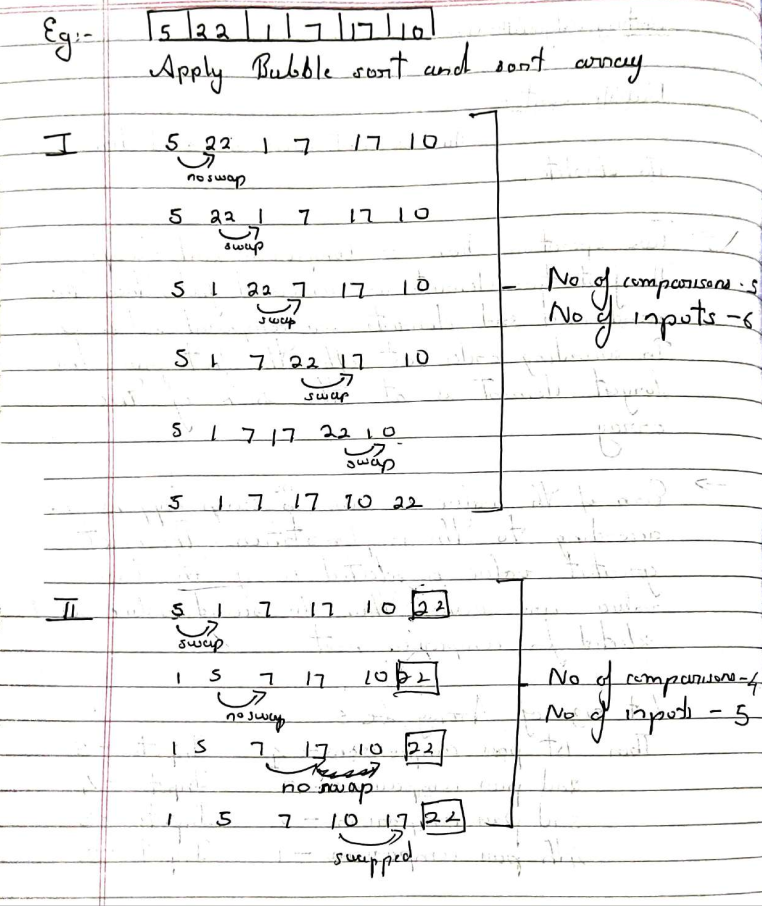 Eg:- 5 22 1 7 17 10
Apply Bubble sort and sort array
I 5 22 1 7 17 10
no swap
5 22 1 7 17 10
swap
5 1 22 7 17 10
swap
No of comparisons - 5
No of inputs - 6
5 1 7 22 17 10
swap
5 1 7 17 22 10
swap
5 1 7 17 10 22
II 5 1 7 17 10 22
swap
1 5 7 17 10 22
no swap
No of comparisons - 4
No of inputs - 5
1 5 7 17 10 22
no swap
1 5 7 10 17 22
swapped